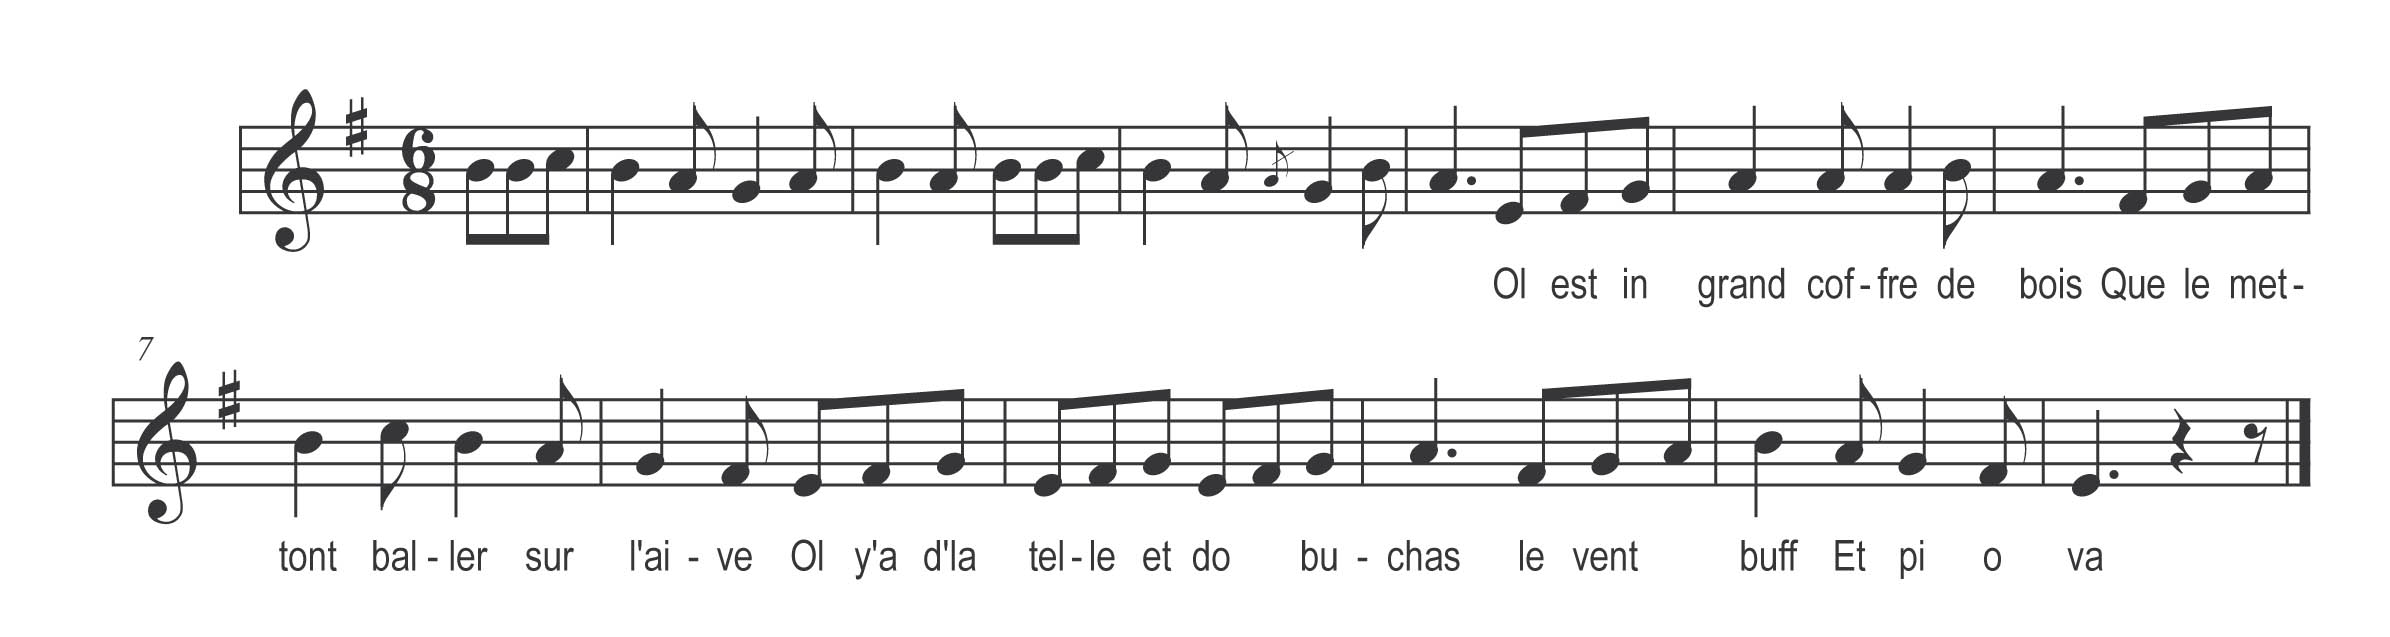 Ol est in grand cof-fre de bois Que le met-
7
tont bal-ler sur l'ai-ve Ol y'a d'la tel-le et do bu-chas le vent buff Et pi o va